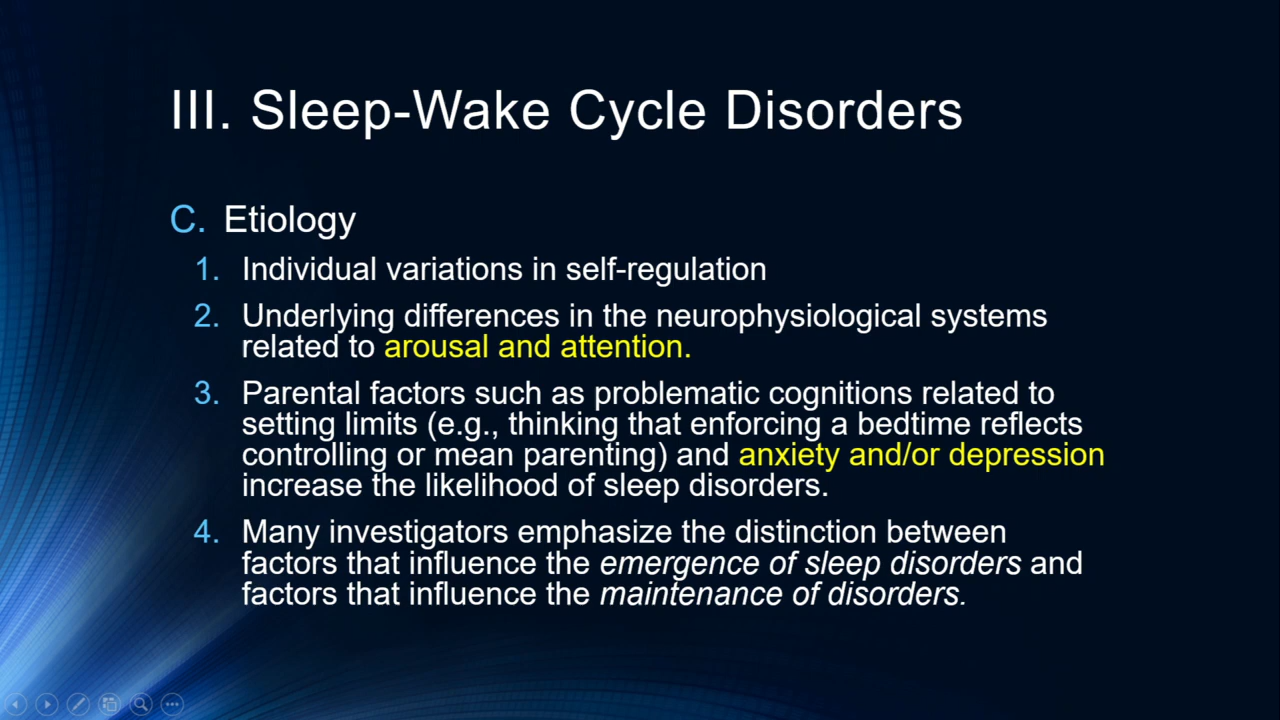 III. Sleep-Wake Cycle Disorders
C. Etiology
1. Individual variations in self-regulation
2. Underlying differences in the neurophysiological systems
related to arousal and attention.
3. Parental factors such as problematic cognitions related to
setting limits (e.g., thinking that enforcing a bedtime reflects
controlling or mean parenting) and anxiety and/or depression
increase the likelihood of sleep disorders.
4. Many investigators emphasize the distinction between
factors that influence the emergence of sleep disorders and
factors that influence the maintenance of disorders.